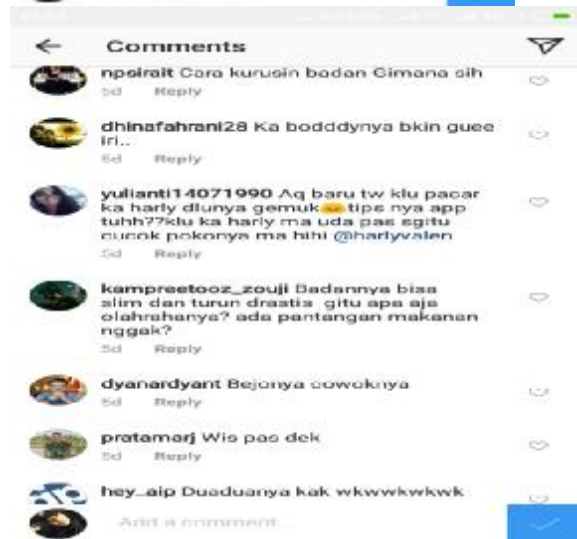 Comments
npsirait Cara kurusin badan Gimana sih
5d Reply
dhinafahrani28 Ka bodddynya bkin guee
iri..
5d Reply
yulianti14071990 Aq baru tw klu pacar
ka harly dlunya gemuk😄tips nya app
tuhh??klu ka harly ma uda pas sgitu
cucok pokonya ma hihi @harlyvalen
5d Reply
kampreetooz_zouji Badannya bisa
slim dan turun drastis gitu apa aja
olahrahanya? ada pantangan makanan
nggak?
5d Reply
dyanardyant Bejonya cowoknya
5d Reply
pratamarj Wis pas dek
5d Reply
hey_aip Duaduanya kak wkwwkwkwk
Add a comment...